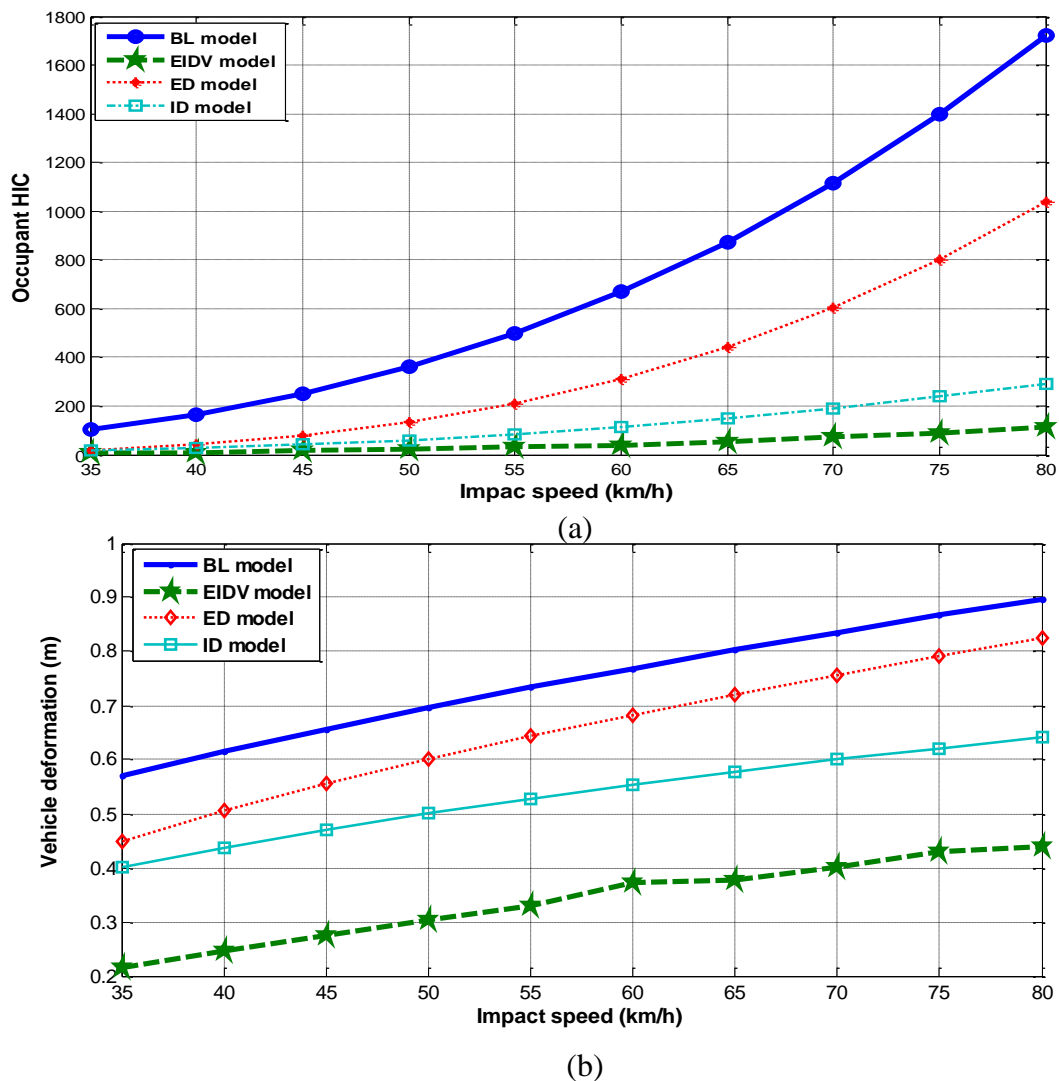 1800
1600
1400
1200
1000
800
600
400
200
0
Occupant HIC
BL model
EIDV model
ED model
ID model
35 40 45 50 55 60 65 70 75 80
Impac speed (km/h)
(a)
1
0.9
0.8
0.7
0.6
0.5
0.4
0.3
0.2
Vehicle deformation (m)
BL model
EIDV model
ED model
ID model
35 40 45 50 55 60 65 70 75 80
Impact speed (km/h)
(b)